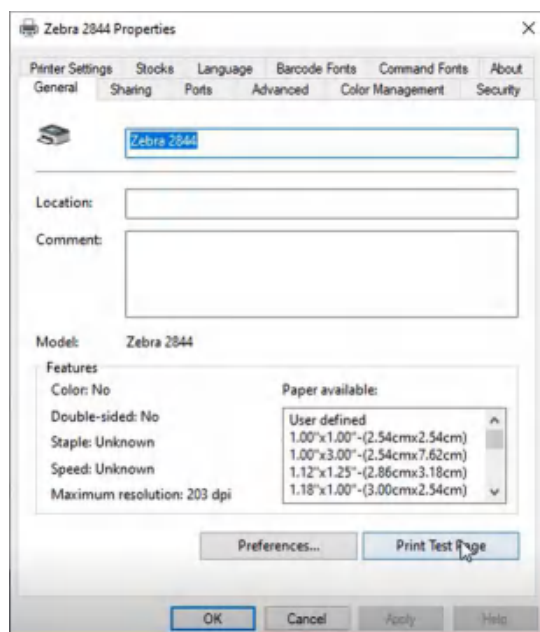 Zebra 2844 Properties
Printer Settings Stocks Language Barcode Fonts Command Fonts About
General Sharing Ports Advanced Color Management Security
Zebra 2844
Location:
Comment:
Model: Zebra 2844
Features
Color: No
Paper available:
Double-sided: No
Staple: Unknown
Speed: Unknown
Maximum resolution: 203 dpi
User defined
1.00"x1.00"-(2.54cmx2.54cm)
1.00"x3.00"-(2.54cmx7.62cm)
1.12"x1.25"-(2.86cmx3.18cm)
1.18"x1.00"-(3.00cmx2.54cm)
Preferences... Print Test Page
OK Cancel Apply Help